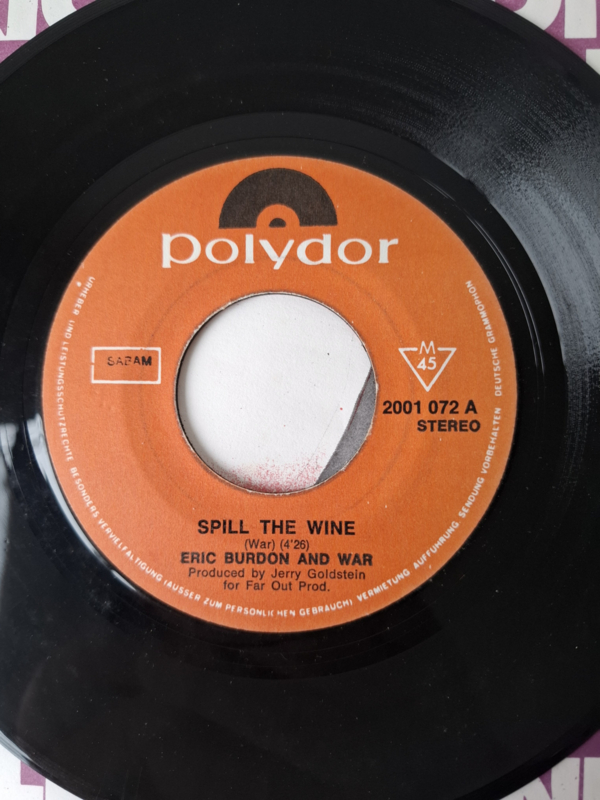 polydor
SABAM
M
45
2001 072 A
STEREO
SPILL THE WINE
(War) (4'26)
ERIC BURDON AND WAR
Produced by Jerry Goldstein
for Far Out Prod.
URHEBER UND LEISTUNGSSCHUTZRECHTE BESONDERS VERVIELFÄLTIGUNG (AUSSER ZUM PERSÖNLICHEN GEBRAUCH) VERMIETUNG AUFFÜHRUNG, SENDUNG VORBEHALTEN DEUTSCHE GRAMMOPHON